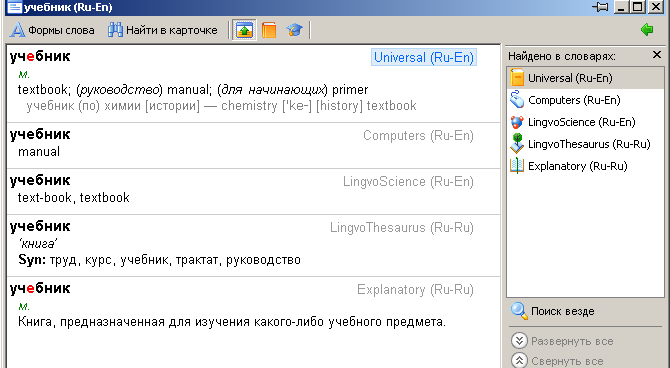 учебник (Ru-En)
Формы слова
Найти в карточке
учебник
Universal (Ru-En)
м.
textbook; (руководство) manual; (для начинающих) primer
учебник (по) химии [истории] — chemistry ['ke-] [history] textbook
учебник
Computers (Ru-En)
manual
учебник
LingvoScience (Ru-En)
text-book, textbook
учебник
LingvoThesaurus (Ru-Ru)
'книга'
Syn: труд, курс, учебник, трактат, руководство
учебник
Explanatory (Ru-Ru)
м.
Книга, предназначенная для изучения какого-либо учебного предмета.
Найдено в словарях:
Universal (Ru-En)
Computers (Ru-En)
LingvoScience (Ru-En)
LingvoThesaurus (Ru-Ru)
Explanatory (Ru-Ru)
Поиск везде
Развернуть все
Свернуть все